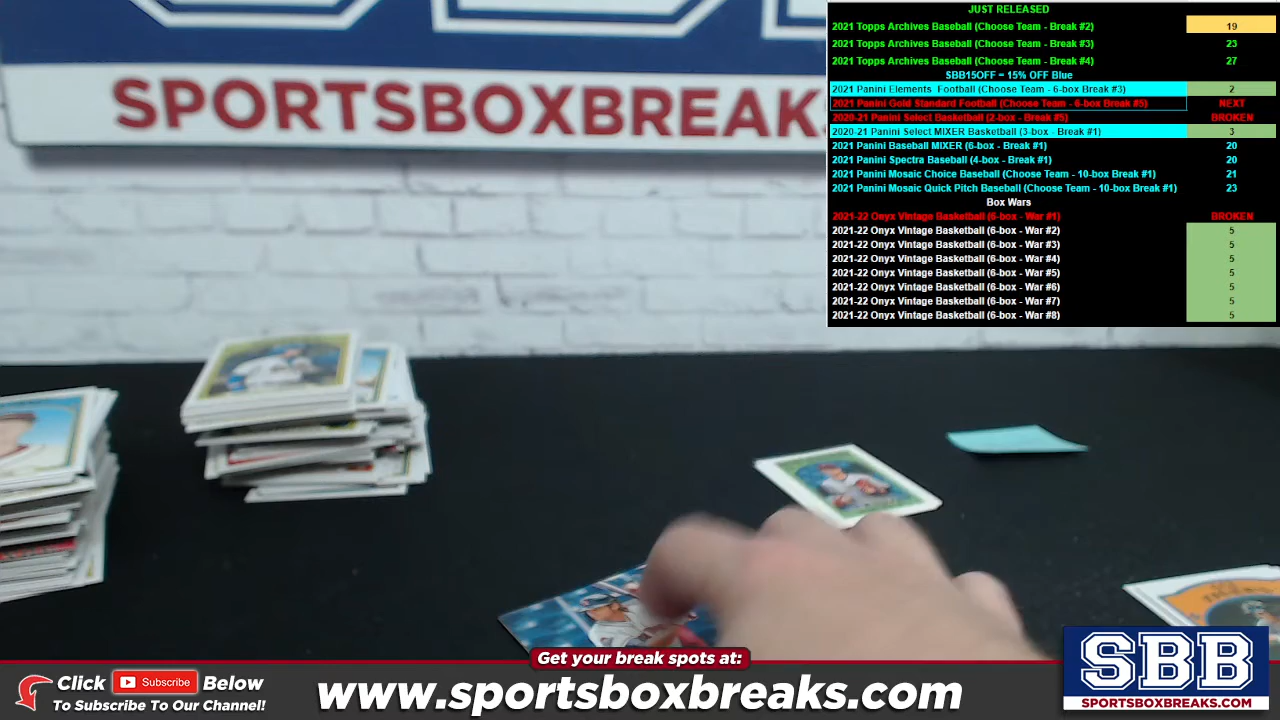 JUST RELEASED
2021 Topps Archives Baseball (Choose Team - Break #2) 19
2021 Topps Archives Baseball (Choose Team - Break #3) 23
2021 Topps Archives Baseball (Choose Team - Break #4) 27
SBB15OFF = 15% OFF Blue
2021 Panini Elements Football (Choose Team - 6-box Break #3) 2
2021 Panini Gold Standard Football (Choose Team - 6-box Break #5) NEXT
2020-21 Panini Select Basketball (2-box - Break #5) BROKEN
2020-21 Panini Select MIXER Basketball (3-box - Break #1) 3
2021 Panini Baseball MIXER (6-box - Break #1) 20
2021 Panini Spectra Baseball (4-box - Break #1) 20
2021 Panini Mosaic Choice Baseball (Choose Team - 10-box Break #1) 21
2021 Panini Mosaic Quick Pitch Baseball (Choose Team - 10-box Break #1) 23
Box Wars
2021-22 Onyx Vintage Basketball (6-box - War #1) BROKEN
2021-22 Onyx Vintage Basketball (6-box - War #2) 5
2021-22 Onyx Vintage Basketball (6-box - War #3) 5
2021-22 Onyx Vintage Basketball (6-box - War #4) 5
2021-22 Onyx Vintage Basketball (6-box - War #5) 5
2021-22 Onyx Vintage Basketball (6-box - War #6) 5
2021-22 Onyx Vintage Basketball (6-box - War #7) 5
2021-22 Onyx Vintage Basketball (6-box - War #8) 5
SPORTSBOXBREAKS
Get your break spots at:
Click Subscribe Below
To Subscribe To Our Channel!
www.sportsboxbreaks.com
SBB
SPORTSBOXBREAKS.COM